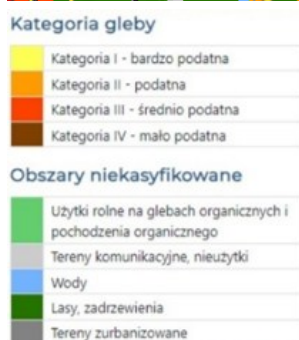 Kategoria gleby
Kategoria I - bardzo podatna
Kategoria II - podatna
Kategoria III - średnio podatna
Kategoria IV - mało podatna
Obszary niekasyfikowane
Użytki rolne na glebach organicznych i
pochodzenia organicznego
Tereny komunikacyjne, nieużytki
Wody
Lasy, zadrzewienia
Tereny zurbanizowane